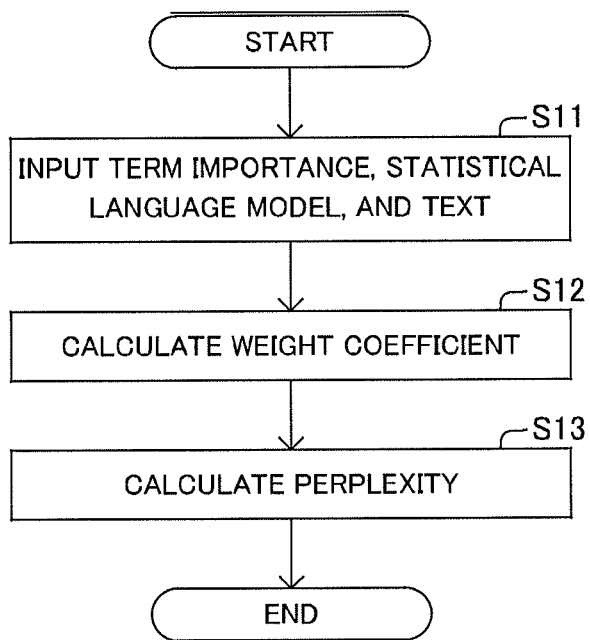 START
S11
INPUT TERM IMPORTANCE, STATISTICAL
LANGUAGE MODEL, AND TEXT
S12
CALCULATE WEIGHT COEFFICIENT
S13
CALCULATE PERPLEXITY
END